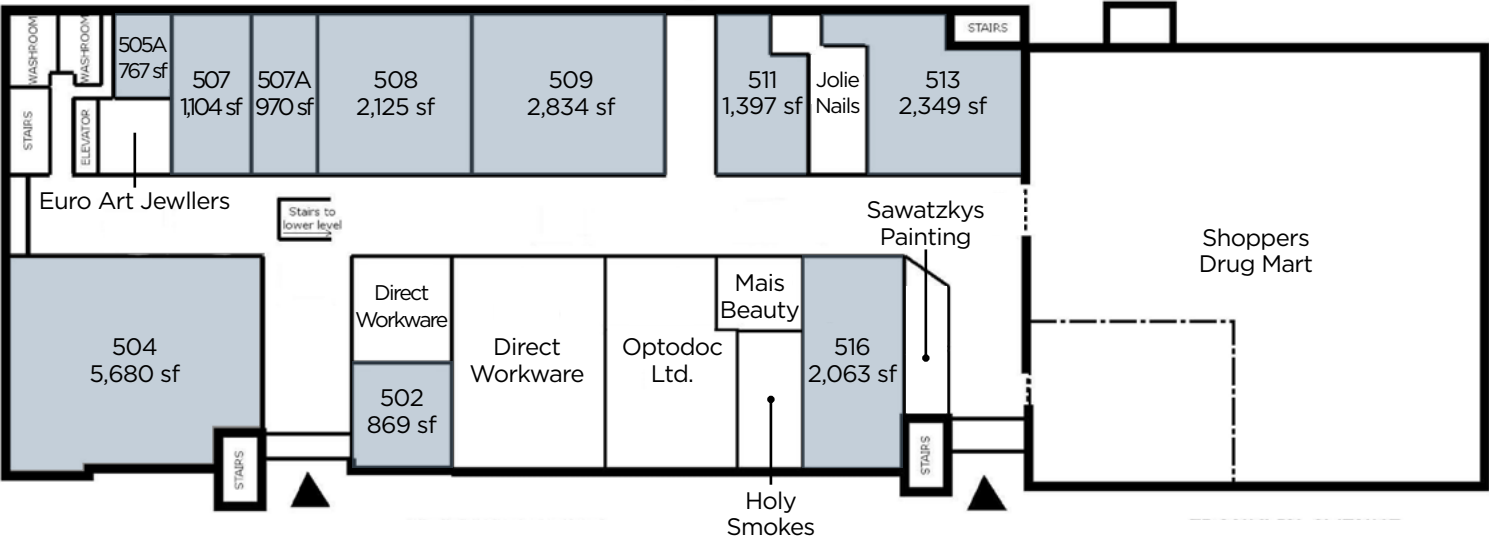 WASHROOM
WASHROOM
505A
767 sf
507
1,104 sf
507A
970 sf
508
2,125 sf
509
2,834 sf
511
1,397 sf
Jolie
Nails
513
2,349 sf
STAIRS
STAIRS
ELEVATOR
Euro Art Jewllers
Stairs to
lower level
Sawatzkys
Painting
Shoppers
Drug Mart
504
5,680 sf
Direct
Workware
502
869 sf
Direct
Workware
Optodoc
Ltd.
Mais
Beauty
516
2,063 sf
STAIRS
STAIRS
Holy
Smokes